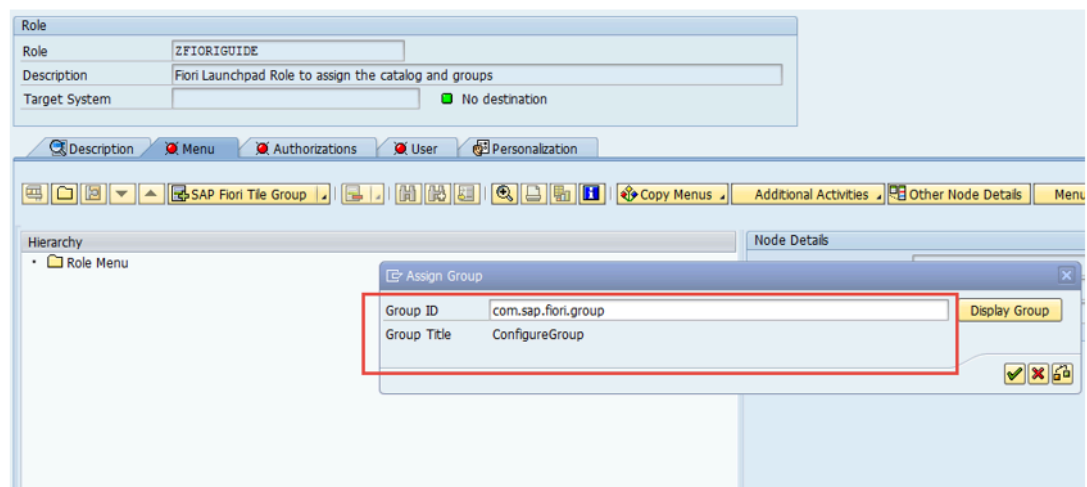 Role
Role ZFIORIGUIDE
Description Fiori Launchpad Role to assign the catalog and groups
Target System No destination
Description Menu Authorizations User Personalization
SAP Fiori Tile Group Copy Menus Additional Activities Other Node Details Menu
Hierarchy Node Details
Role Menu
Assign Group
Group ID com.sap.fiori.group Display Group
Group Title ConfigureGroup